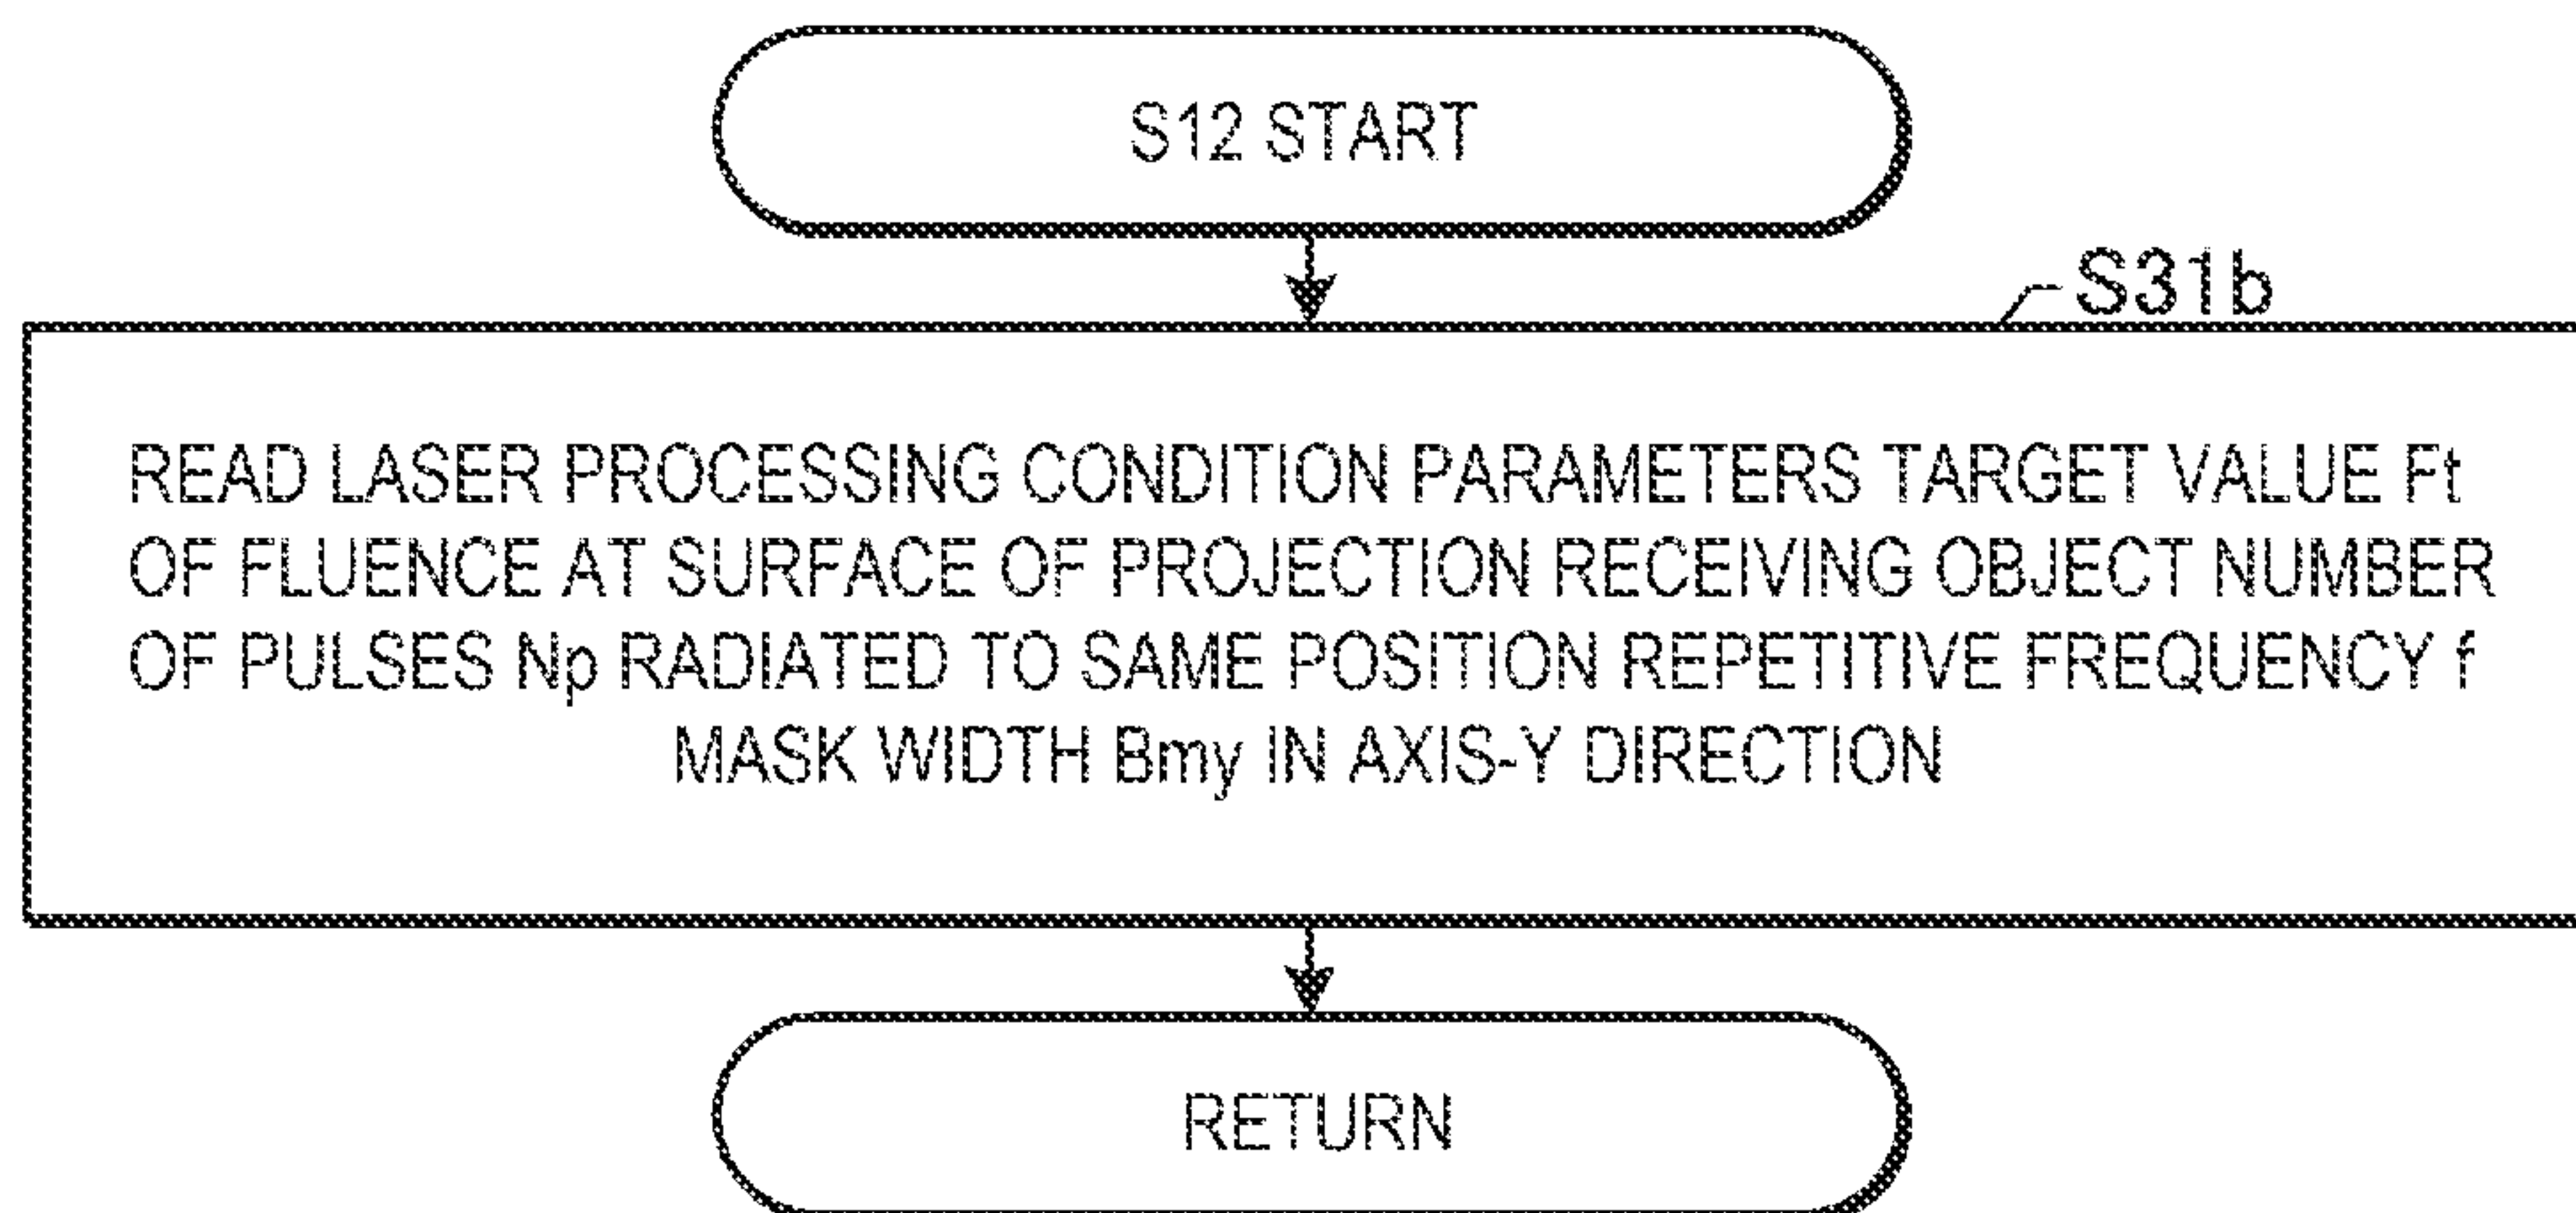 S12 START
S31b
READ LASER PROCESSING CONDITION PARAMETERS TARGET VALUE Ft
OF FLUENCE AT SURFACE OF PROJECTION RECEIVING OBJECT NUMBER
OF PULSES Np RADIATED TO SAME POSITION REPETITIVE FREQUENCY f
MASK WIDTH Bmy IN AXIS-Y DIRECTION
RETURN